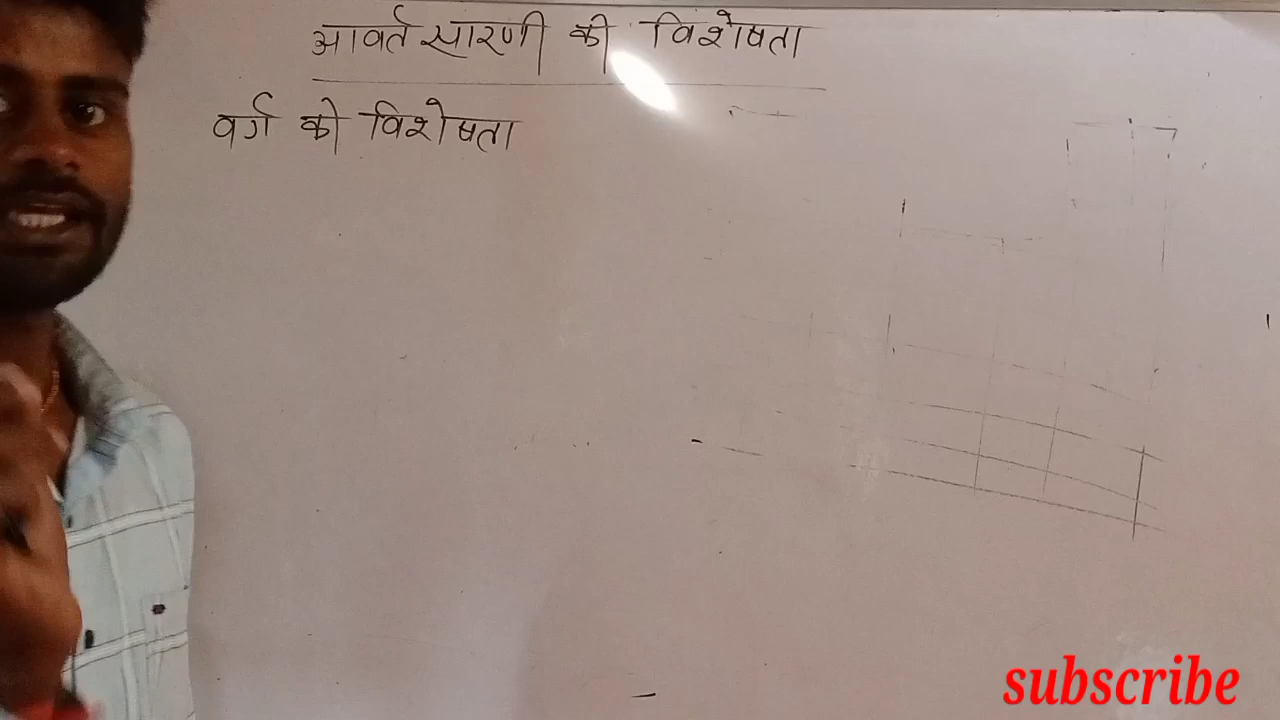 आवर्त सारणी की विशेषता
वर्ग की विशेषता
subscribe